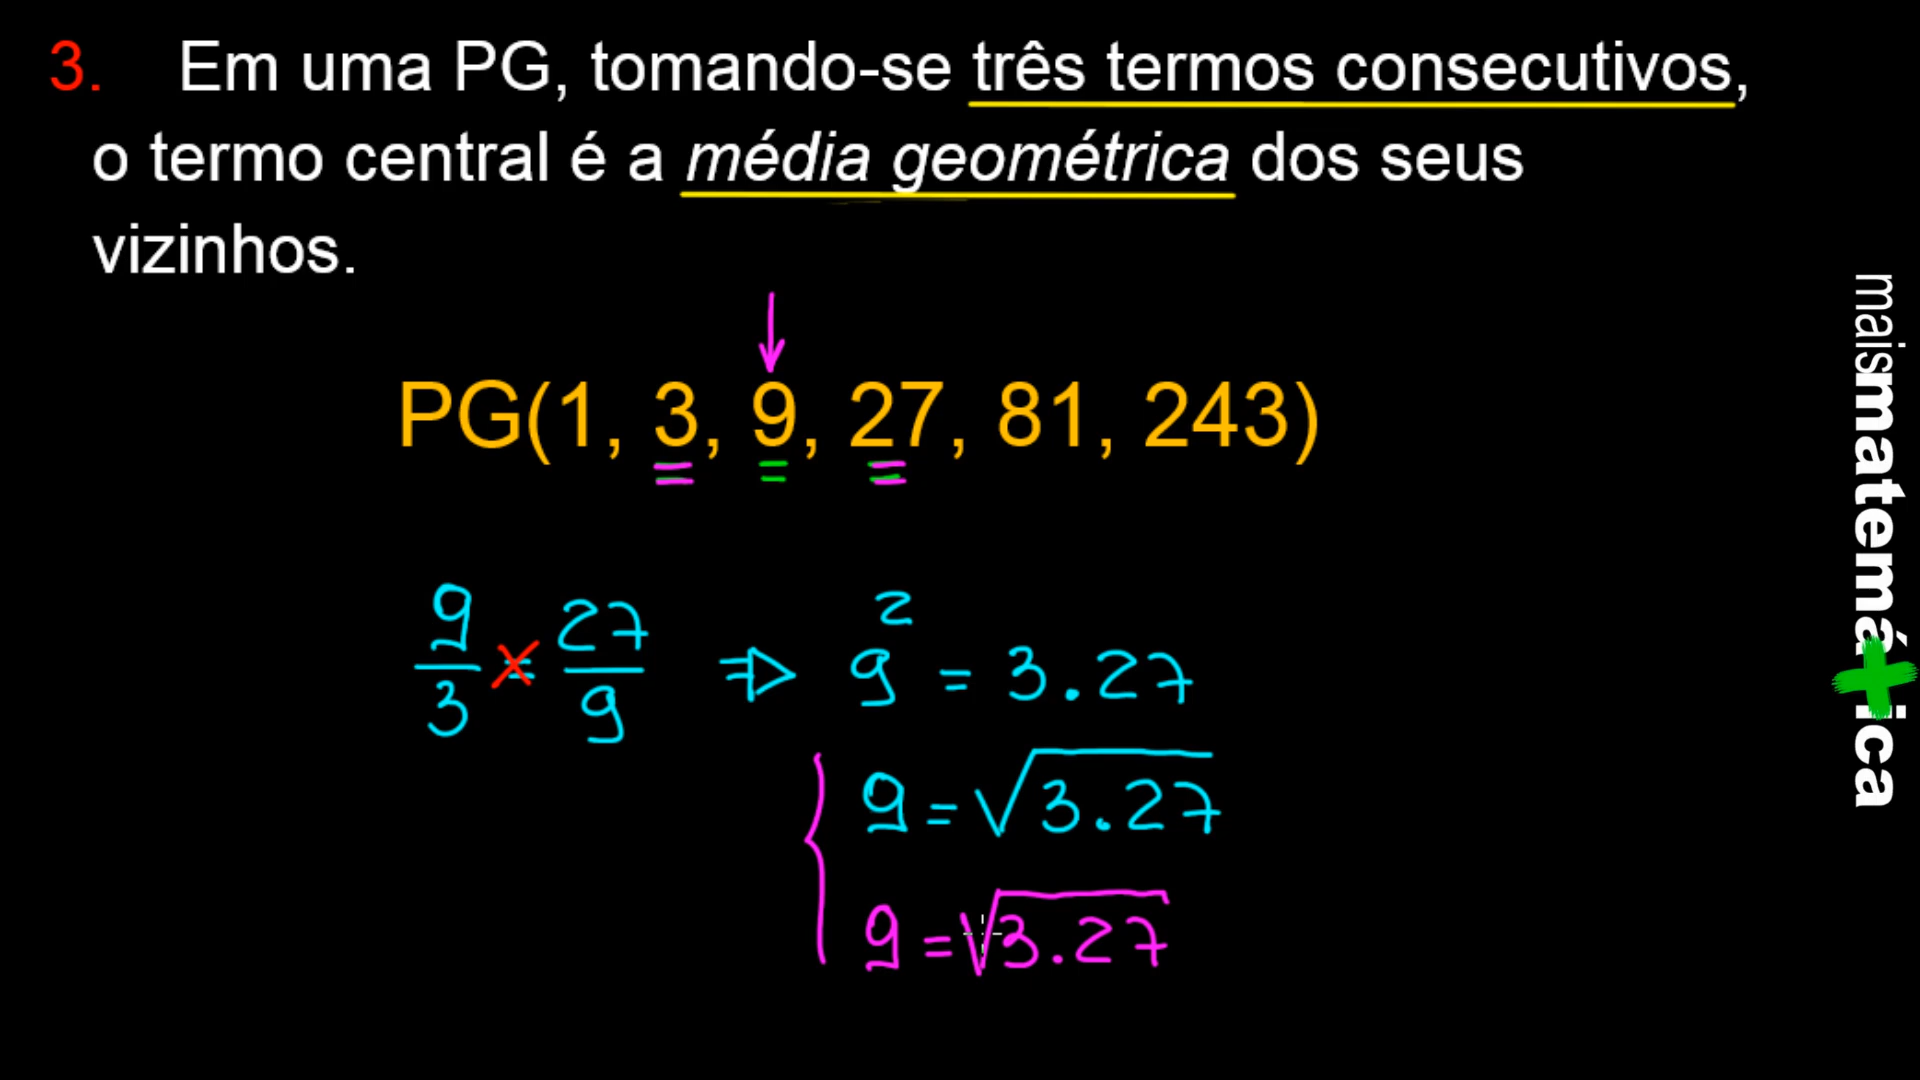 3. Em uma PG, tomando-se três termos consecutivos,
o termo central é a média geométrica dos seus
vizinhos.
PG(1, 3, 9, 27, 81, 243)
9/3 = 27/9 ⇒ 9² = 3.27
9 = √3.27
9 = √3.27
maismatemática